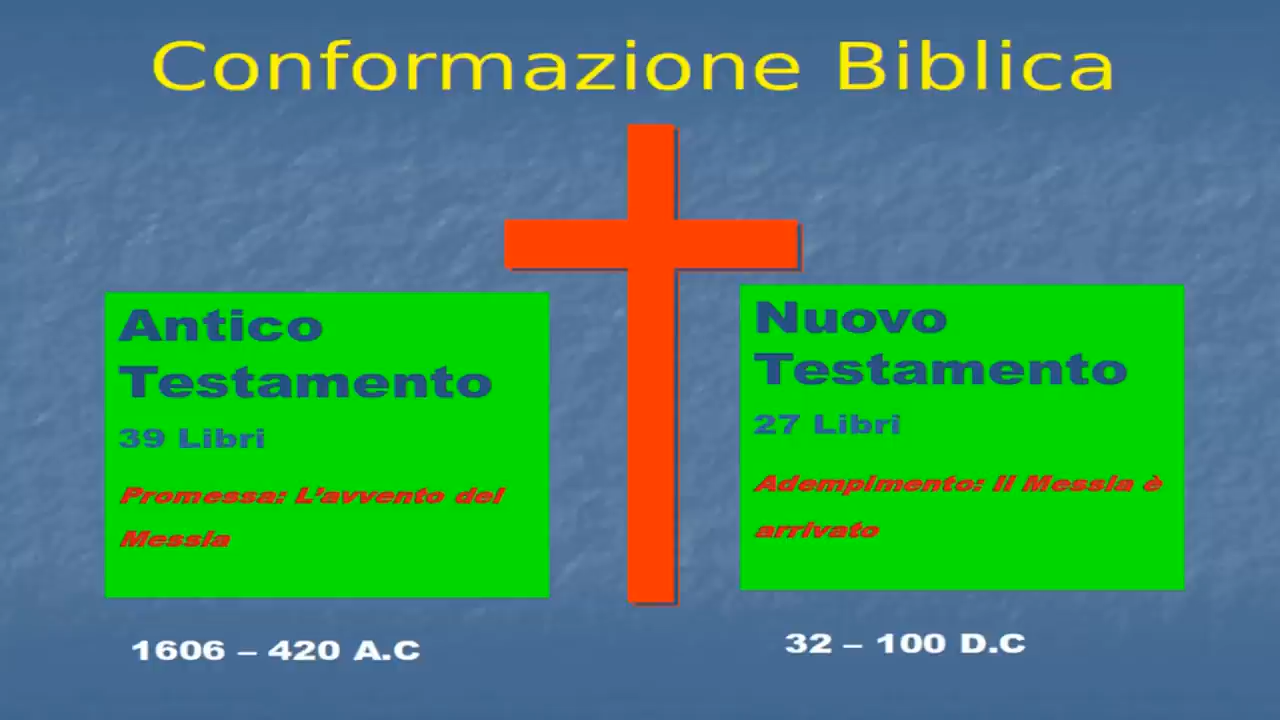 Conformazione Biblica
Antico
Testamento
39 Libri
Promessa: L'avvento del
Messia
Nuovo
Testamento
27 Libri
Adempimento: Il Messia è
arrivato
1606 – 420 A.C
32 – 100 D.C